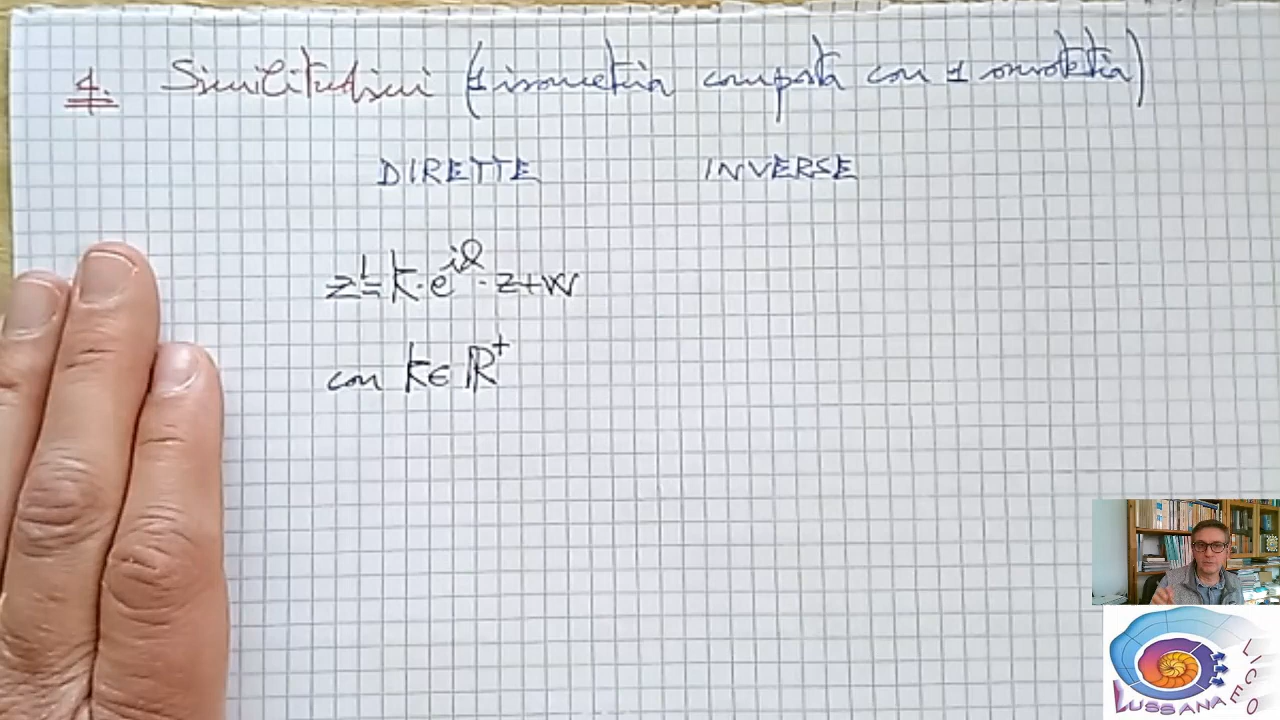 4. Similitudini (1 isometria composta con 1 omotetia)
DIRETTE INVERSE
z'=k·e^{iϑ}·z+w
con k∈ℝ⁺
LUSSANA
LICEO